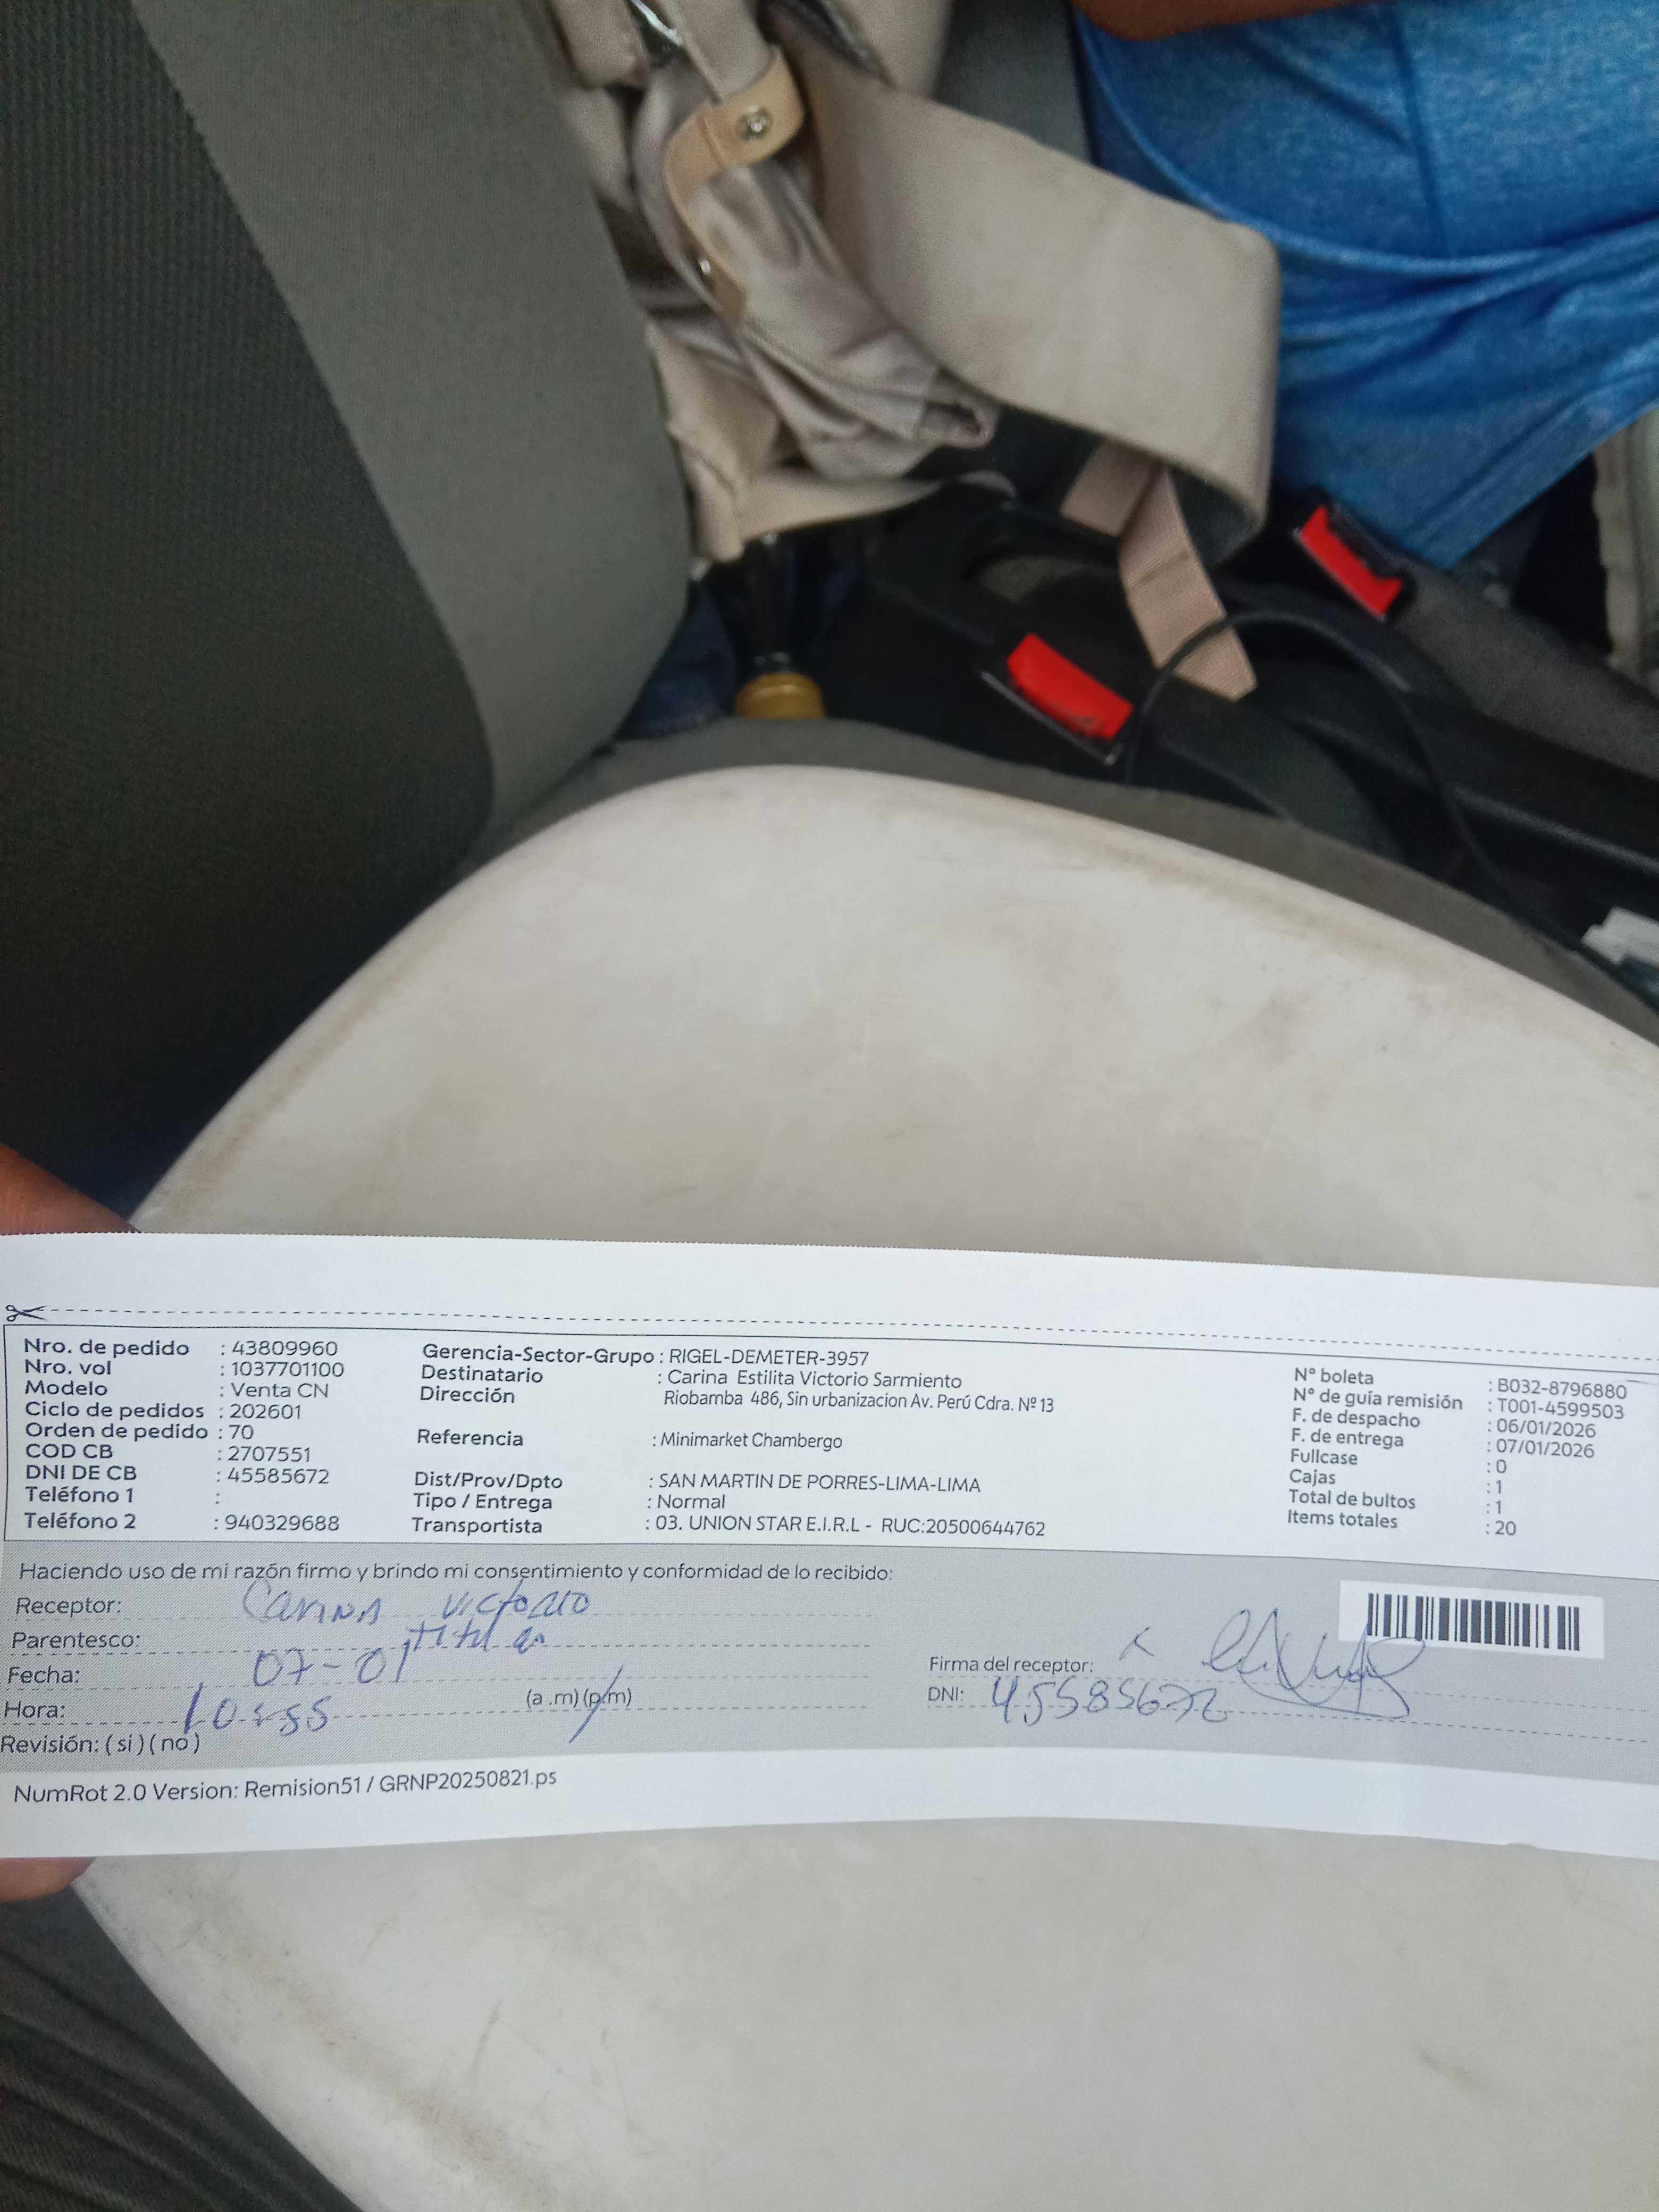 Nro. de pedido : 43809960
Nro. vol : 1037701100
Modelo : Venta CN
Ciclo de pedidos : 202601
Orden de pedido : 70
COD CB : 2707551
DNI DE CB : 45585672
Teléfono 1 :
Teléfono 2 : 940329688
Gerencia-Sector-Grupo : RIGEL-DEMETER-3957
Destinatario : Carina Estilita Victorio Sarmiento
Dirección Riobamba 486, Sin urbanizacion Av. Perú Cdra. Nº 13
Referencia : Minimarket Chambergo
Dist/Prov/Dpto : SAN MARTIN DE PORRES-LIMA-LIMA
Tipo / Entrega : Normal
Transportista : 03. UNION STAR E.I.R.L - RUC:20500644762
Nº boleta : B032-8796880
Nº de guía remisión : T001-4599503
F. de despacho : 06/01/2026
F. de entrega : 07/01/2026
Fullcase : 0
Cajas : 1
Total de bultos : 1
Items totales : 20
Haciendo uso de mi razón firmo y brindo mi consentimiento y conformidad de lo recibido:
Receptor: Carina Victorio
Parentesco: Titular
Fecha: 07-01
Hora: 10:55 (a .m) (p.m)
Revisión: ( si ) ( no )
Firma del receptor: x
DNI: 45585672
NumRot 2.0 Version: Remision51 / GRNP20250821.ps